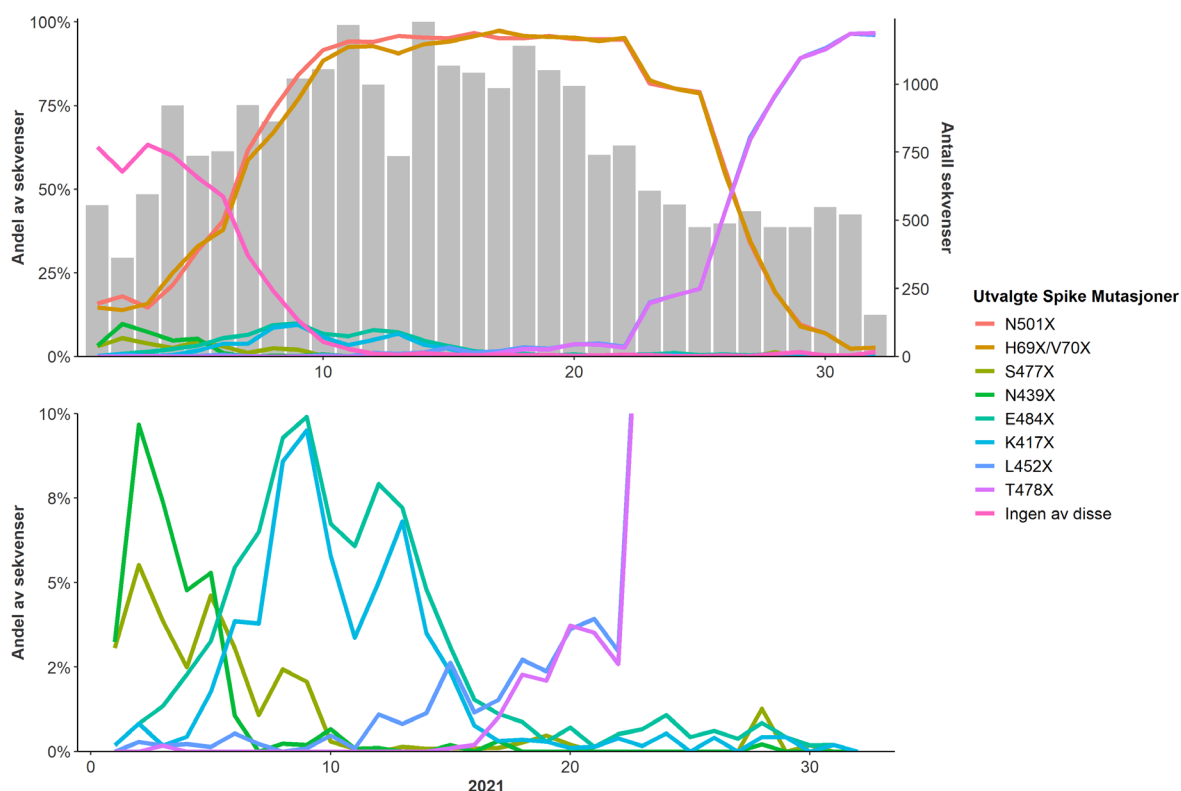 100%
75%
50%
25%
0%
Andel av sekvenser
1000
750
500
250
0
Antall sekvenser
10
20
30
10%
8%
5%
2%
0%
Andel av sekvenser
0
10
20
30
2021
Utvalgte Spike Mutasjoner
N501X
H69X/V70X
S477X
N439X
E484X
K417X
L452X
T478X
Ingen av disse